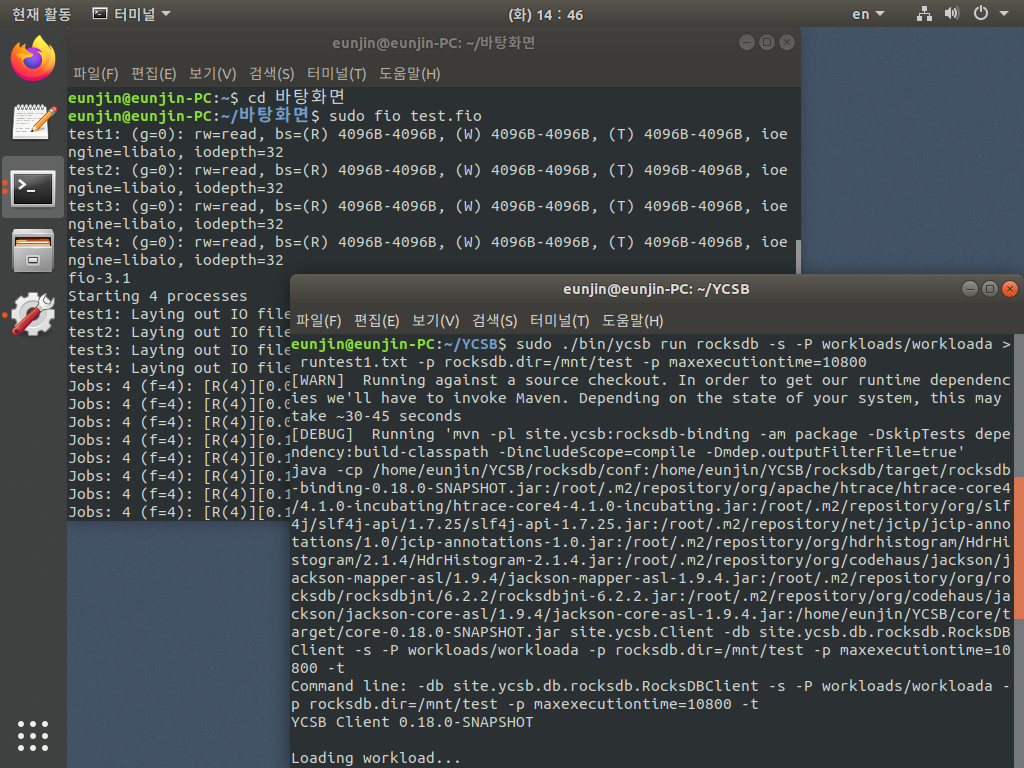 현재 활동
터미널
(화) 14 : 46
en
eunjin@eunjin-PC: ~/바탕화면
파일(F) 편집(E) 보기(V) 검색(S) 터미널(T) 도움말(H)
eunjin@eunjin-PC:~$ cd 바탕화면
eunjin@eunjin-PC:~/바탕화면$ sudo fio test.fio
test1: (g=0): rw=read, bs=(R) 4096B-4096B, (W) 4096B-4096B, (T) 4096B-4096B, ioe
ngine=libaio, iodepth=32
test2: (g=0): rw=read, bs=(R) 4096B-4096B, (W) 4096B-4096B, (T) 4096B-4096B, ioe
ngine=libaio, iodepth=32
test3: (g=0): rw=read, bs=(R) 4096B-4096B, (W) 4096B-4096B, (T) 4096B-4096B, ioe
ngine=libaio, iodepth=32
test4: (g=0): rw=read, bs=(R) 4096B-4096B, (W) 4096B-4096B, (T) 4096B-4096B, ioe
ngine=libaio, iodepth=32
fio-3.1
Starting 4 processes
test1: Laying out IO file
test2: Laying out IO file
test3: Laying out IO file
test4: Laying out IO file
Jobs: 4 (f=4): [R(4)][0.0
Jobs: 4 (f=4): [R(4)][0.0
Jobs: 4 (f=4): [R(4)][0.0
Jobs: 4 (f=4): [R(4)][0.1
Jobs: 4 (f=4): [R(4)][0.1
Jobs: 4 (f=4): [R(4)][0.1
Jobs: 4 (f=4): [R(4)][0.1
Jobs: 4 (f=4): [R(4)][0.1
eunjin@eunjin-PC: ~/YCSB
파일(F) 편집(E) 보기(V) 검색(S) 터미널(T) 도움말(H)
eunjin@eunjin-PC:~/YCSB$ sudo ./bin/ycsb run rocksdb -s -P workloads/workloada >
 runtest1.txt -p rocksdb.dir=/mnt/test -p maxexecutiontime=10800
[WARN]  Running against a source checkout. In order to get our runtime dependenc
ies we'll have to invoke Maven. Depending on the state of your system, this may
take ~30-45 seconds
[DEBUG]  Running 'mvn -pl site.ycsb:rocksdb-binding -am package -DskipTests depe
ndency:build-classpath -DincludeScope=compile -Dmdep.outputFilterFile=true'
java -cp /home/eunjin/YCSB/rocksdb/conf:/home/eunjin/YCSB/rocksdb/target/rocksdb
-binding-0.18.0-SNAPSHOT.jar:/root/.m2/repository/org/apache/htrace/htrace-core4
/4.1.0-incubating/htrace-core4-4.1.0-incubating.jar:/root/.m2/repository/org/slf
4j/slf4j-api/1.7.25/slf4j-api-1.7.25.jar:/root/.m2/repository/net/jcip/jcip-anno
tations/1.0/jcip-annotations-1.0.jar:/root/.m2/repository/org/hdrhistogram/HdrHi
stogram/2.1.4/HdrHistogram-2.1.4.jar:/root/.m2/repository/org/codehaus/jackson/j
ackson-mapper-asl/1.9.4/jackson-mapper-asl-1.9.4.jar:/root/.m2/repository/org/ro
cksdb/rocksdbjni/6.2.2/rocksdbjni-6.2.2.jar:/root/.m2/repository/org/codehaus/ja
ckson/jackson-core-asl/1.9.4/jackson-core-asl-1.9.4.jar:/home/eunjin/YCSB/core/t
arget/core-0.18.0-SNAPSHOT.jar site.ycsb.Client -db site.ycsb.db.rocksdb.RocksDB
Client -s -P workloads/workloada -p rocksdb.dir=/mnt/test -p maxexecutiontime=10
800 -t
Command line: -db site.ycsb.db.rocksdb.RocksDBClient -s -P workloads/workloada -
p rocksdb.dir=/mnt/test -p maxexecutiontime=10800 -t
YCSB Client 0.18.0-SNAPSHOT
Loading workload...